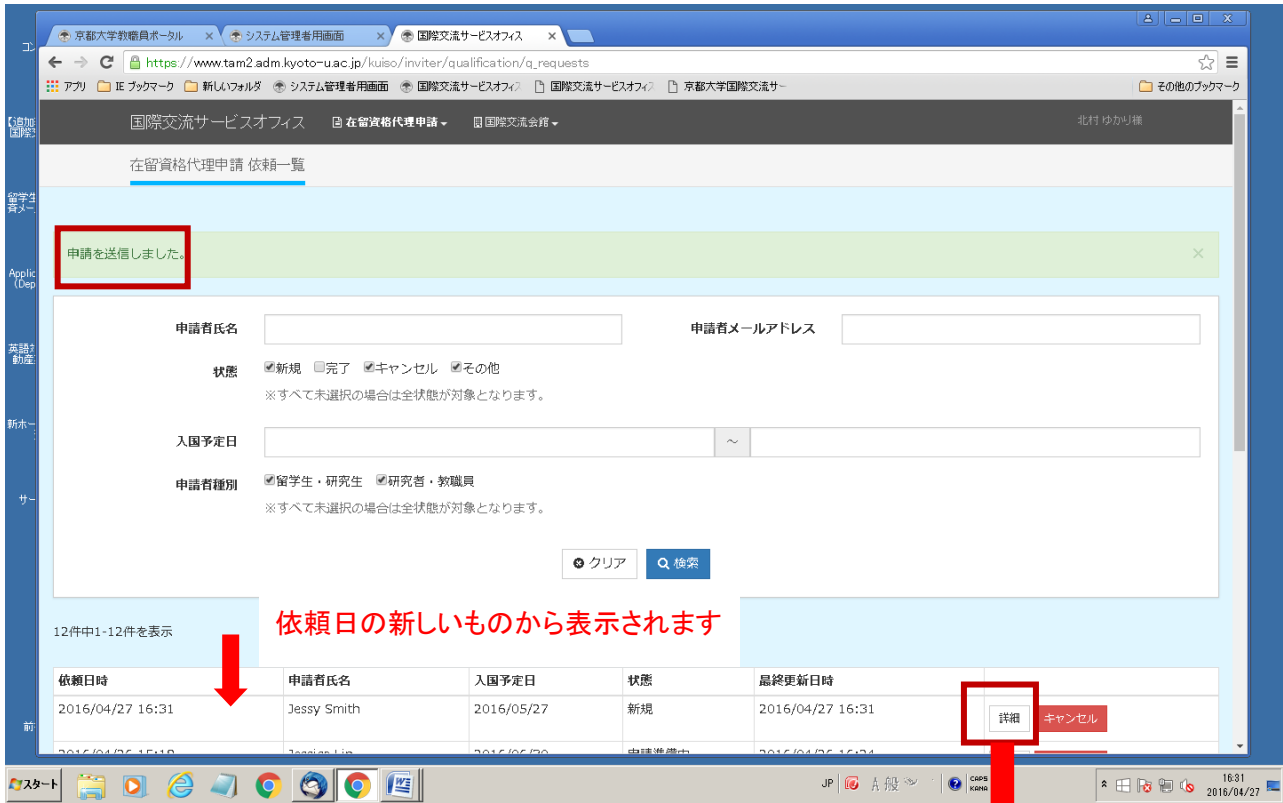 京都大学教職員ポータル
システム管理者用画面
国際交流サービスオフィス
https://www.tam2.adm.kyoto-u.ac.jp/kuiso/inviter/qualification/q_requests
アプリ IE ブックマーク 新しいフォルダ システム管理者用画面 国際交流サービスオフィ 国際交流サービスオフィ 京都大学国際交流サー その他のブックマーク
国際交流サービスオフィス 在留資格代理申請 国際交流会館 北村 ゆかり様
在留資格代理申請 依頼一覧
申請を送信しました。 ×
申請者氏名 申請者メールアドレス
状態 新規 完了 キャンセル その他
※すべて未選択の場合は全状態が対象となります。
入国予定日 ～
申請者種別 留学生・研究生 研究者・教職員
※すべて未選択の場合は全状態が対象となります。
クリア 検索
依頼日の新しいものから表示されます
12件中1-12件を表示
依頼日時 申請者氏名 入国予定日 状態 最終更新日時
2016/04/27 16:31 Jessy Smith 2016/05/27 新規 2016/04/27 16:31 詳細 キャンセル
スタート JP A 般 CAPS KANA 16:31
2016/04/27